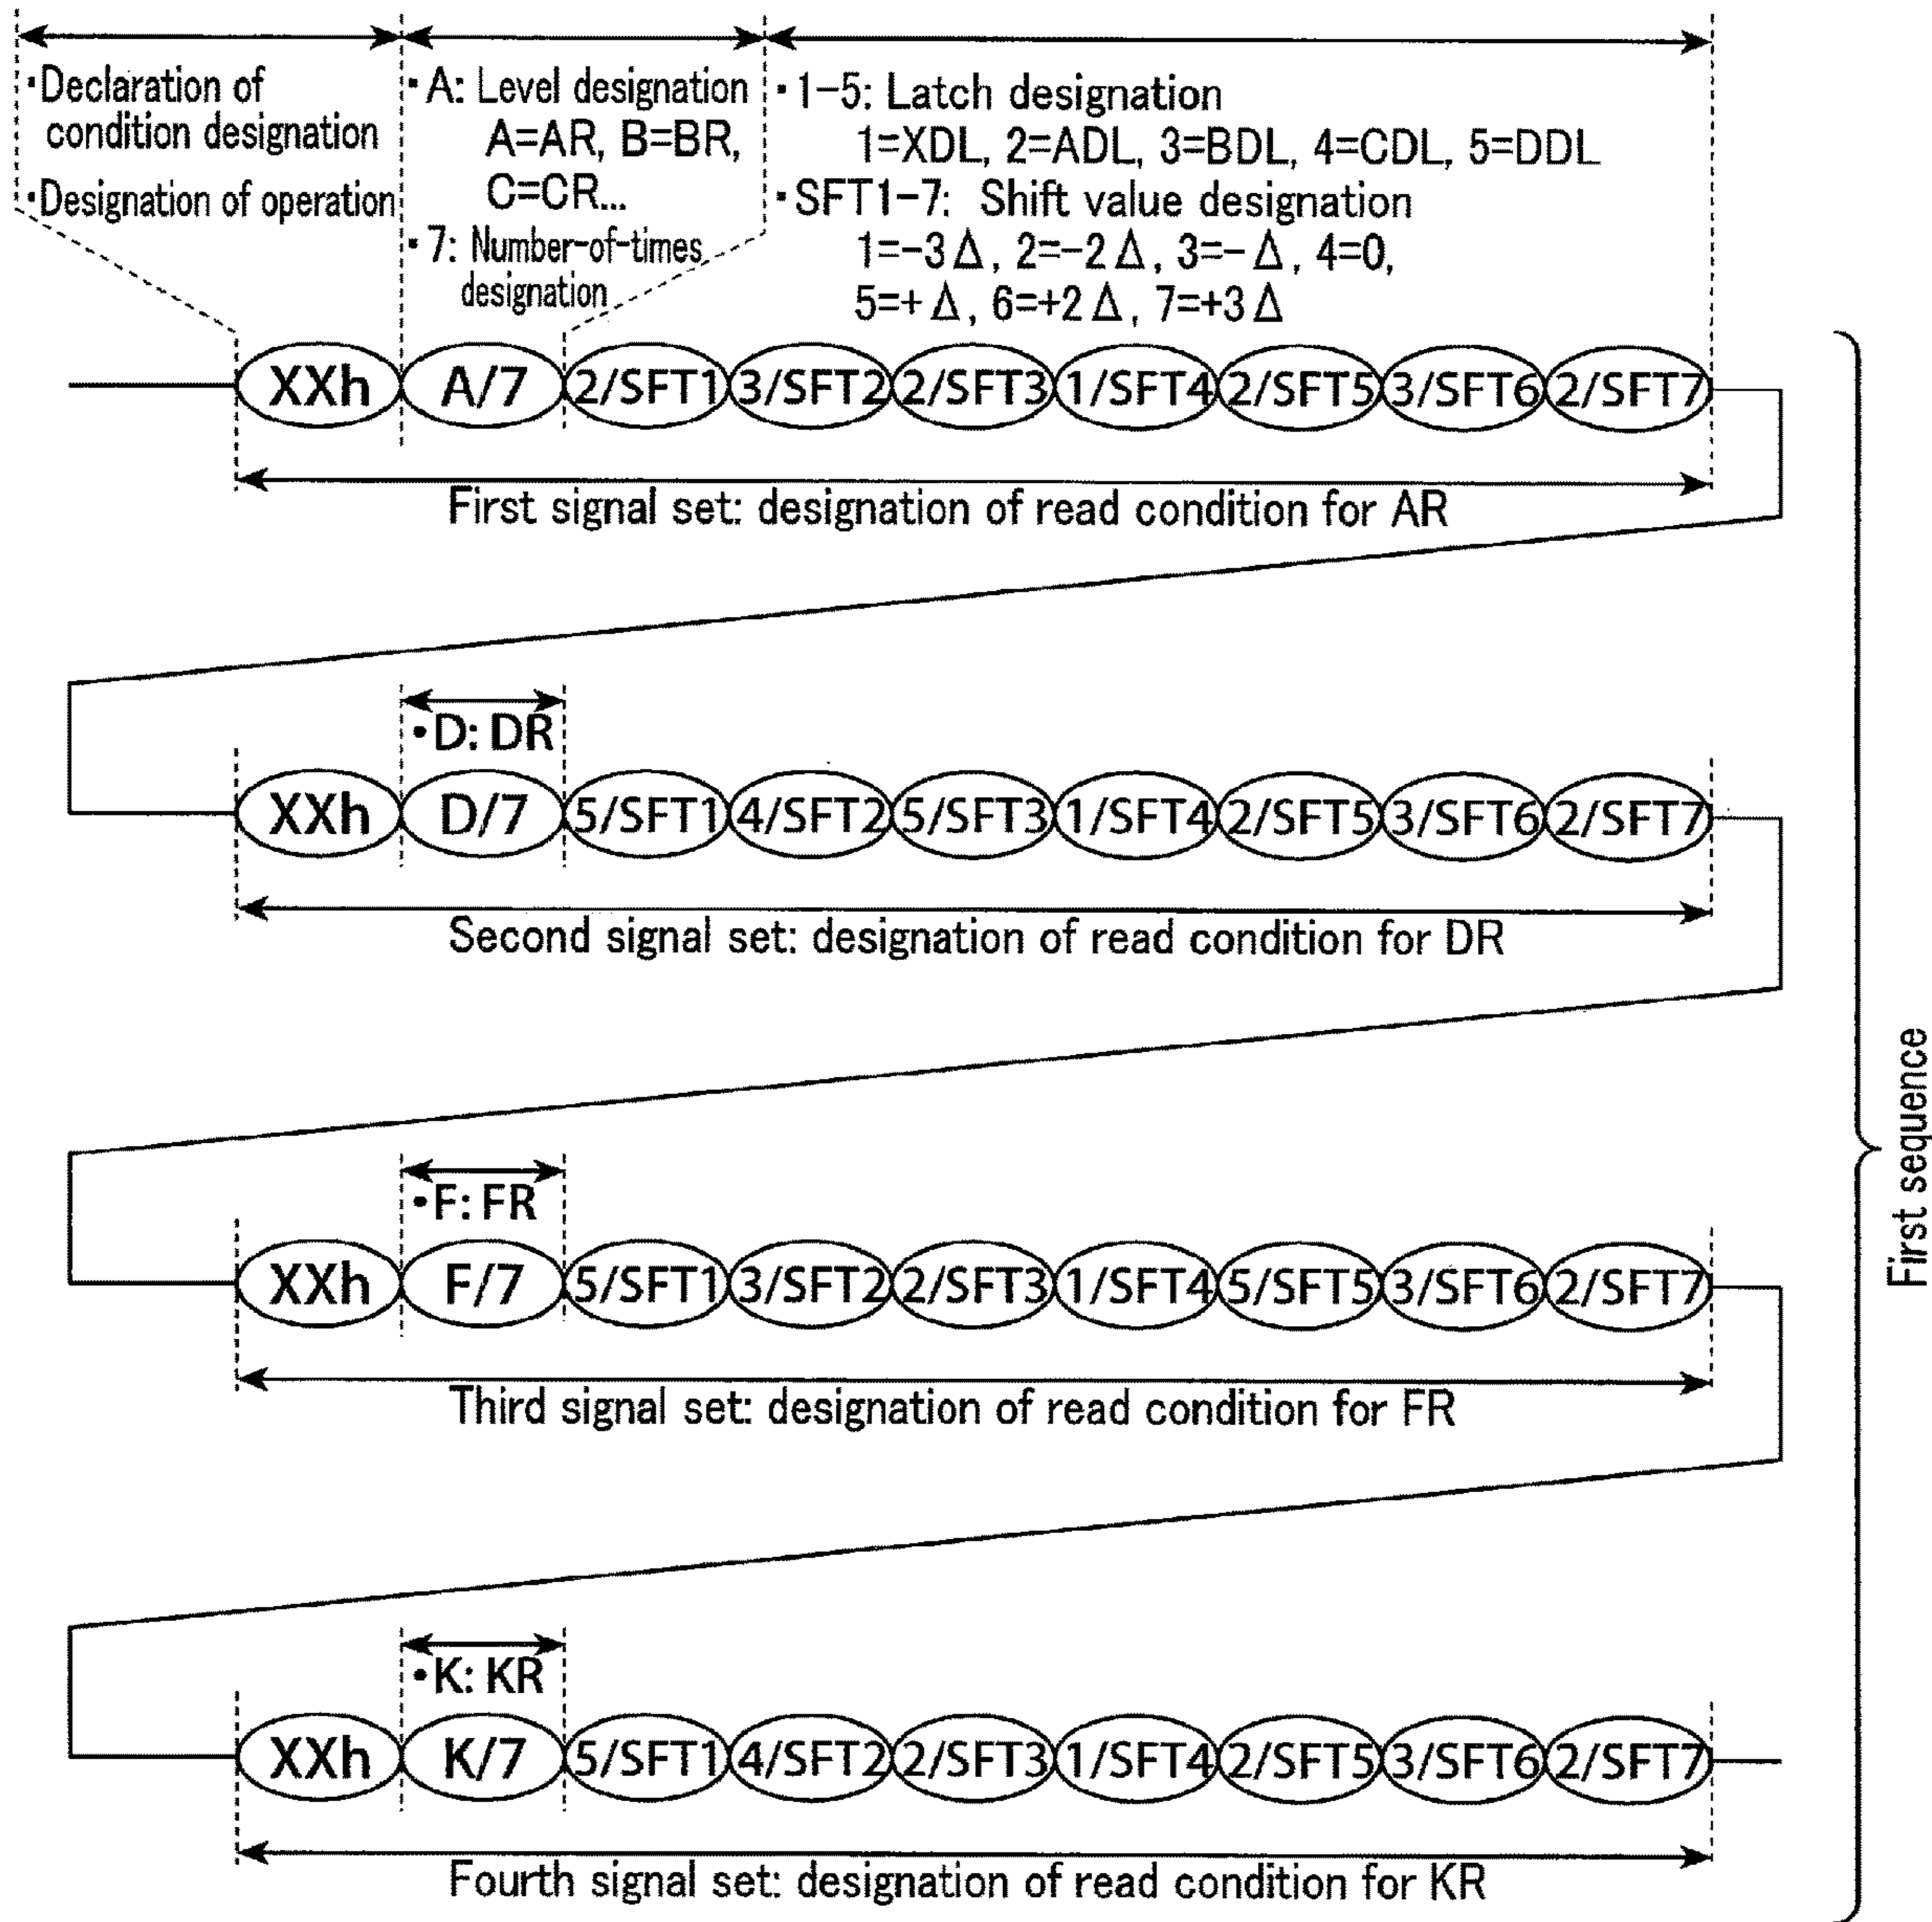 ・Declaration of
condition designation
・Designation of operation
・A: Level designation
A=AR, B=BR,
C=CR...
・7: Number-of-times
designation
・1-5: Latch designation
1=XDL, 2=ADL, 3=BDL, 4=CDL, 5=DDL
・SFT1-7: Shift value designation
1=-3Δ, 2=-2Δ, 3=-Δ, 4=0,
5=+Δ, 6=+2Δ, 7=+3Δ
XXh A/7 2/SFT1 3/SFT2 2/SFT3 1/SFT4 2/SFT5 3/SFT6 2/SFT7
First signal set: designation of read condition for AR
•D: DR
XXh D/7 5/SFT1 4/SFT2 5/SFT3 1/SFT4 2/SFT5 3/SFT6 2/SFT7
Second signal set: designation of read condition for DR
•F: FR
XXh F/7 5/SFT1 3/SFT2 2/SFT3 1/SFT4 5/SFT5 3/SFT6 2/SFT7
Third signal set: designation of read condition for FR
•K: KR
XXh K/7 5/SFT1 4/SFT2 2/SFT3 1/SFT4 2/SFT5 3/SFT6 2/SFT7
Fourth signal set: designation of read condition for KR
First sequence